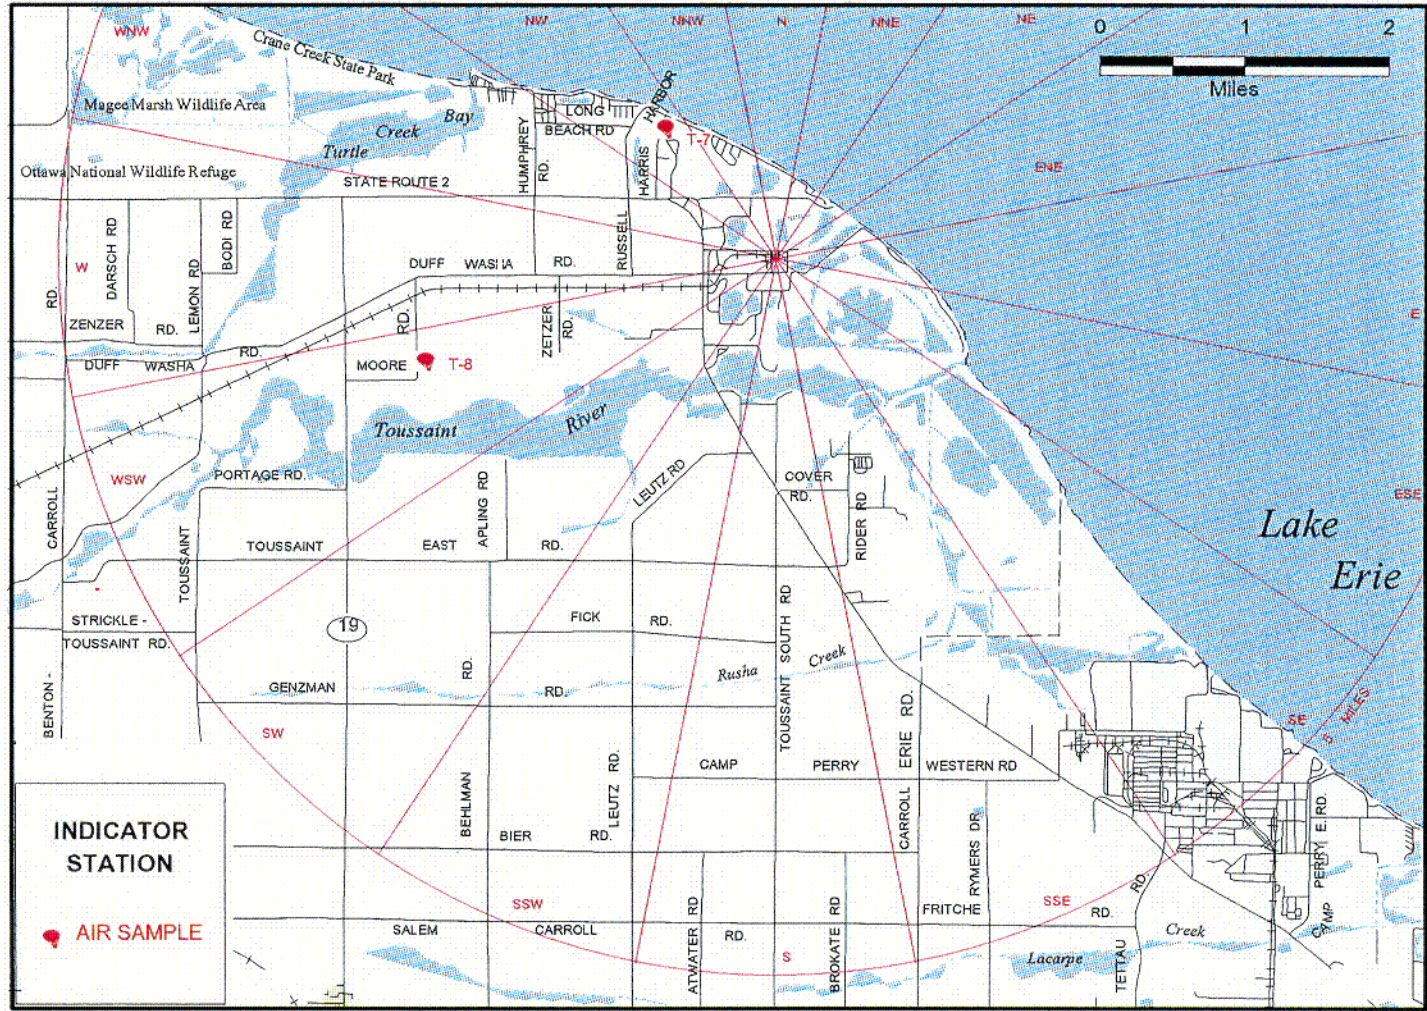 WNW
NW
NNW
N
NNE
NE
0 1 2
Miles
Crane Creek State Park
Magee Marsh Wildlife Area
Turtle Creek Bay
Ottawa National Wildlife Refuge
LONG
BEACH RD
HARBOR
HARRIS
T-7
HUMPHREY
RD.
STATE ROUTE 2
RUSSELL
ENE
W
DARSCH RD
LEMON RD
BODI RD
DUFF WASHA RD.
RD.
ZENZER RD.
RD.
DUFF WASHA
RD.
MOORE
T-8
ZETZER
RD.
E
Toussaint River
WSW
PORTAGE RD.
CARROLL
TOUSSAINT
APLING RD
LEUTZ RD
COVER
RD.
RIDER RD
ESE
Lake
Erie
TOUSSAINT EAST RD.
STRICKLE -
TOUSSAINT RD.
19
FICK RD.
TOUSSAINT SOUTH RD
Rusha Creek
BENTON -
GENZMAN RD.
RD.
SW
ERIE RD.
SE
5 MILES
CAMP PERRY WESTERN RD
BEHLMAN
LEUTZ RD.
CARROLL
BIER RD.
RYMERS DR
PERRY E. RD.
CAMP
INDICATOR
STATION
AIR SAMPLE
SSW
SSE
FRITCHE RD.
RD.
SALEM CARROLL RD.
ATWATER RD
S
BROKATE RD
Lacarpe Creek
TETTAU